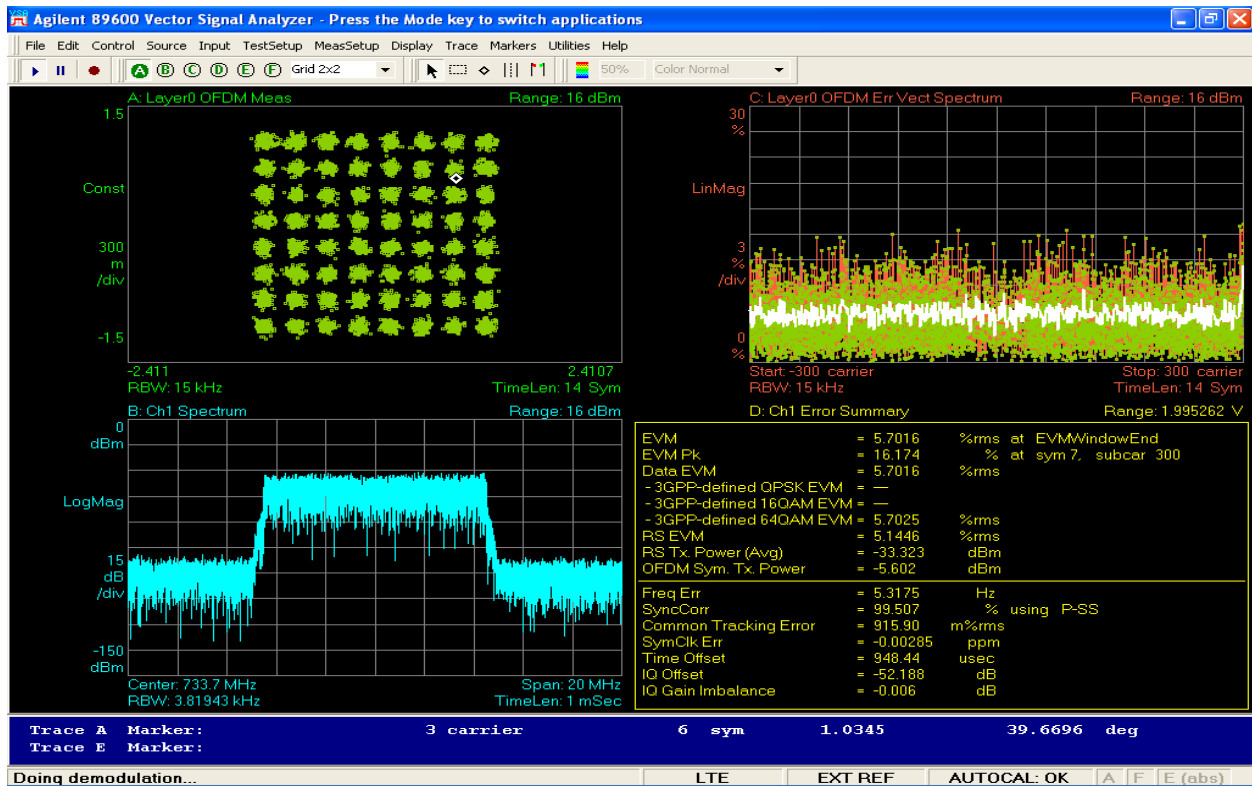 VSA Agilent 89600 Vector Signal Analyzer - Press the Mode key to switch applications
File Edit Control Source Input TestSetup MeasSetup Display Trace Markers Utilities Help
A B C D E F Grid 2x2 50% Color Normal
A: Layer0 OFDM Meas Range: 16 dBm
1.5
Const
300
m
/div
-1.5
-2.411 2.4107
RBW: 15 kHz TimeLen: 14 Sym
C: Layer0 OFDM Err Vect Spectrum Range: 16 dBm
30
%
LinMag
3
%
/div
0
%
Start: -300 carrier Stop: 300 carrier
RBW: 15 kHz TimeLen: 14 Sym
B: Ch1 Spectrum Range: 16 dBm
0
dBm
LogMag
15
dB
/div
-150
dBm
Center: 733.7 MHz Span: 20 MHz
RBW: 3.81943 kHz TimeLen: 1 mSec
D: Ch1 Error Summary Range: 1.995262 V
EVM = 5.7016 %rms at EVMWindowEnd
EVM Pk = 16.174 % at sym 7, subcar 300
Data EVM = 5.7016 %rms
- 3GPP-defined QPSK EVM = —
- 3GPP-defined 16QAM EVM = —
- 3GPP-defined 64QAM EVM = 5.7025 %rms
RS EVM = 5.1446 %rms
RS Tx. Power (Avg) = -33.323 dBm
OFDM Sym. Tx. Power = -5.602 dBm
Freq Err = 5.3175 Hz
SyncCorr = 99.507 % using P-SS
Common Tracking Error = 915.90 m%rms
SymClk Err = -0.00285 ppm
Time Offset = 948.44 usec
IQ Offset = -52.188 dB
IQ Gain Imbalance = -0.006 dB
Trace A Marker: 3 carrier 6 sym 1.0345 39.6696 deg
Trace E Marker:
Doing demodulation... LTE EXT REF AUTOCAL: OK A F E (abs)